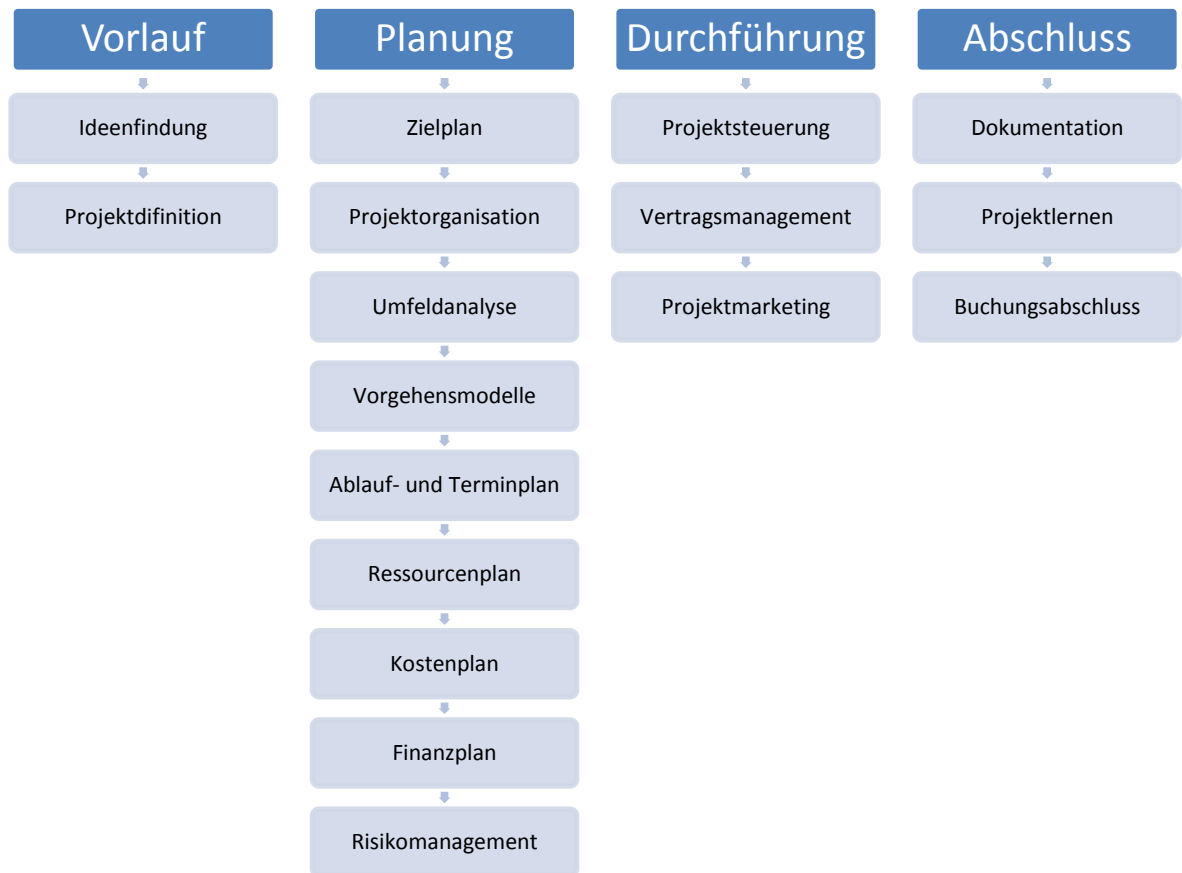 Vorlauf
Ideenfindung
Projektdifinition
Planung
Zielplan
Projektorganisation
Umfeldanalyse
Vorgehensmodelle
Ablauf- und Terminplan
Ressourcenplan
Kostenplan
Finanzplan
Risikomanagement
Durchführung
Projektsteuerung
Vertragsmanagement
Projektmarketing
Abschluss
Dokumentation
Projektlernen
Buchungsabschluss